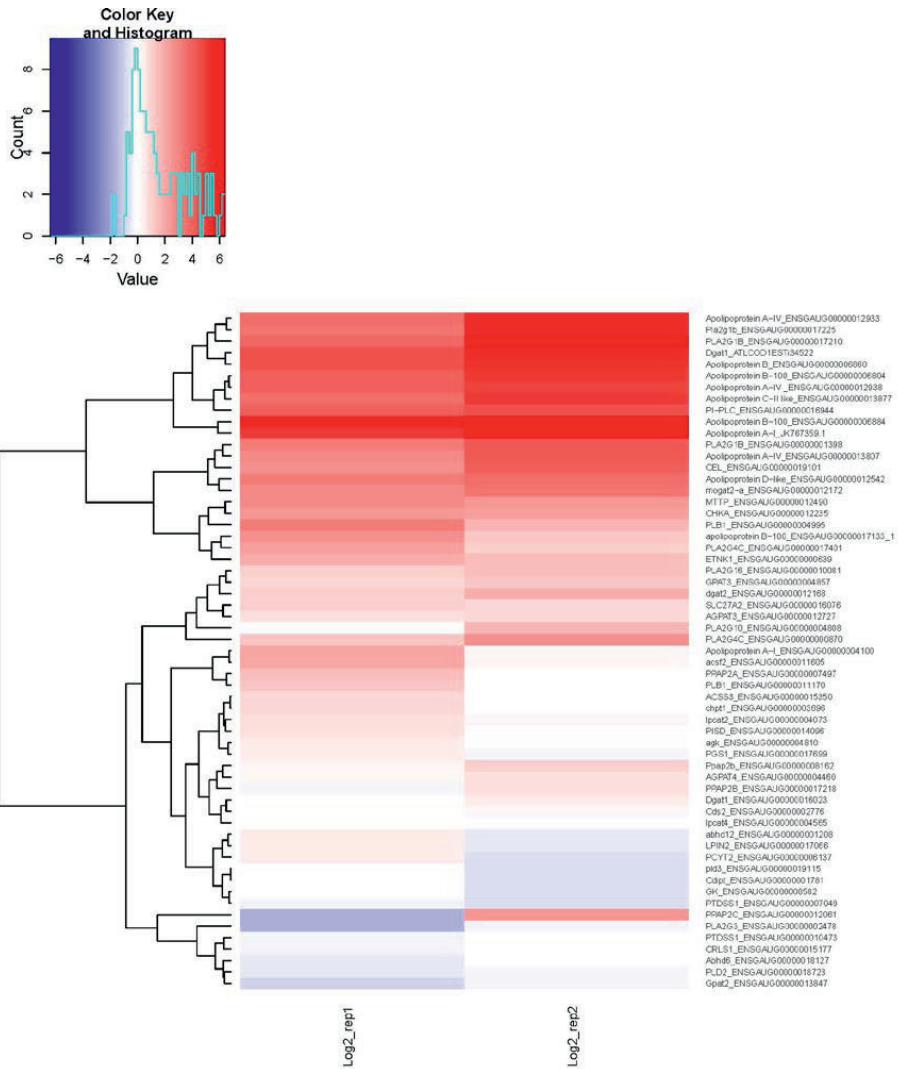 Color Key
and Histogram
Count
0 2 4 6 8
−6 −4 −2 0 2 4 6
Value
Apolipoprotein A−IV_ENSGAUG00000012933
Pla2g1b_ENSGAUG00000017225
PLA2G1B_ENSGAUG00000017210
Dgat1_ATLCOD1ESTi34522
Apolipoprotein B_ENSGAUG00000006860
Apolipoprotein B−100_ENSGAUG00000006804
Apolipoprotein A−IV_ENSGAUG00000012938
Apolipoprotein C−II like_ENSGAUG00000013877
PI−PLC_ENSGAUG00000016944
Apolipoprotein B−100_ENSGAUG00000006884
Apolipoprotein A−I_JK767359.1
PLA2G1B_ENSGAUG00000001398
Apolipoprotein A−IV_ENSGAUG00000013807
CEL_ENSGAUG00000019101
Apolipoprotein D−like_ENSGAUG00000012542
mogat2−a_ENSGAUG00000012172
MTTP_ENSGAUG00000012490
CHKA_ENSGAUG00000012235
PLB1_ENSGAUG00000004995
apolipoprotein B−100_ENSGAUG00000017133_1
PLA2G4C_ENSGAUG00000017401
ETNK1_ENSGAUG00000000639
PLA2G16_ENSGAUG00000010081
GPAT3_ENSGAUG00000004857
dgat2_ENSGAUG00000012168
SLC27A2_ENSGAUG00000016076
AGPAT3_ENSGAUG00000012727
PLA2G10_ENSGAUG00000004808
PLA2G4C_ENSGAUG00000000870
Apolipoprotein A−I_ENSGAUG00000004100
acsf2_ENSGAUG00000011605
PPAP2A_ENSGAUG00000007497
PLB1_ENSGAUG00000011170
ACSS3_ENSGAUG00000015350
chpt1_ENSGAUG00000003696
lpcat2_ENSGAUG00000004073
PISD_ENSGAUG00000014096
agk_ENSGAUG00000004810
PGS1_ENSGAUG00000017699
Ppap2b_ENSGAUG00000008162
AGPAT4_ENSGAUG00000004460
PPAP2B_ENSGAUG00000017218
Dgat1_ENSGAUG00000016023
Cds2_ENSGAUG00000002776
lpcat4_ENSGAUG00000004565
abhd12_ENSGAUG00000001208
LPIN2_ENSGAUG00000017066
PCYT2_ENSGAUG00000006137
pld3_ENSGAUG00000019115
Cdipt_ENSGAUG00000001781
GK_ENSGAUG00000008582
PTDSS1_ENSGAUG00000007049
PPAP2C_ENSGAUG00000012061
PLA2G3_ENSGAUG00000002478
PTDSS1_ENSGAUG00000010473
CRLS1_ENSGAUG00000015177
Abhd6_ENSGAUG00000018127
PLD2_ENSGAUG00000018723
Gpat2_ENSGAUG00000013847
Log2_rep1
Log2_rep2